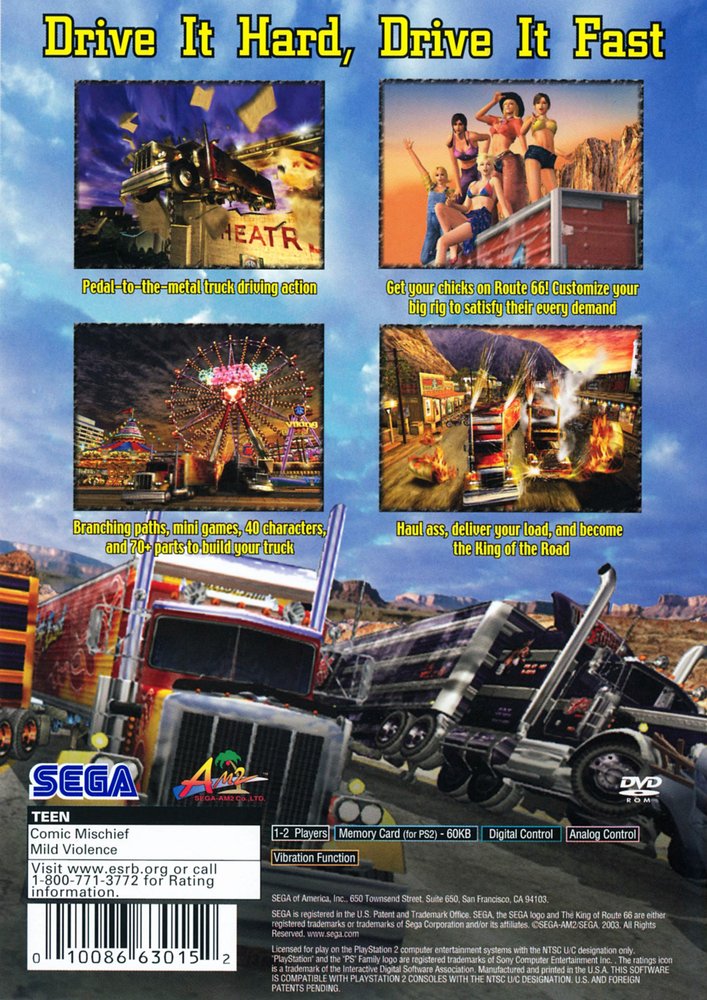 Drive It Hard, Drive It Fast
HEATR
Pedal-to-the-metal truck driving action
Get your chicks on Route 66! Customize your
big rig to satisfy their every demand
VIKING
Branching paths, mini games, 40 characters,
and 70+ parts to build your truck
Haul ass, deliver your load, and become
the King of the Road
SEGA
AM2
SEGA-AM2 Co., LTD.
DVD
ROM
TEEN
Comic Mischief
Mild Violence
Visit www.esrb.org or call
1-800-771-3772 for Rating
information.
1-2 Players
Memory Card (for PS2) - 60KB
Digital Control
Analog Control
Vibration Function
SEGA of America, Inc., 650 Townsend Street, Suite 650, San Francisco, CA 94103.
SEGA is registered in the U.S. Patent and Trademark Office. SEGA, the SEGA logo and The King of Route 66 are either
registered trademarks or trademarks of Sega Corporation and/or its affiliates. ©SEGA-AM2/SEGA, 2003. All Rights
Reserved. www.sega.com
Licensed for play on the PlayStation 2 computer entertainment systems with the NTSC U/C designation only.
"PlayStation" and the "PS" Family logo are registered trademarks of Sony Computer Entertainment Inc. . The ratings icon
is a trademark of the Interactive Digital Software Association. Manufactured and printed in the U.S.A. THIS SOFTWARE
IS COMPATIBLE WITH PLAYSTATION 2 CONSOLES WITH THE NTSC U/C DESIGNATION. U.S. AND FOREIGN
PATENTS PENDING.
0 10086 63015 2